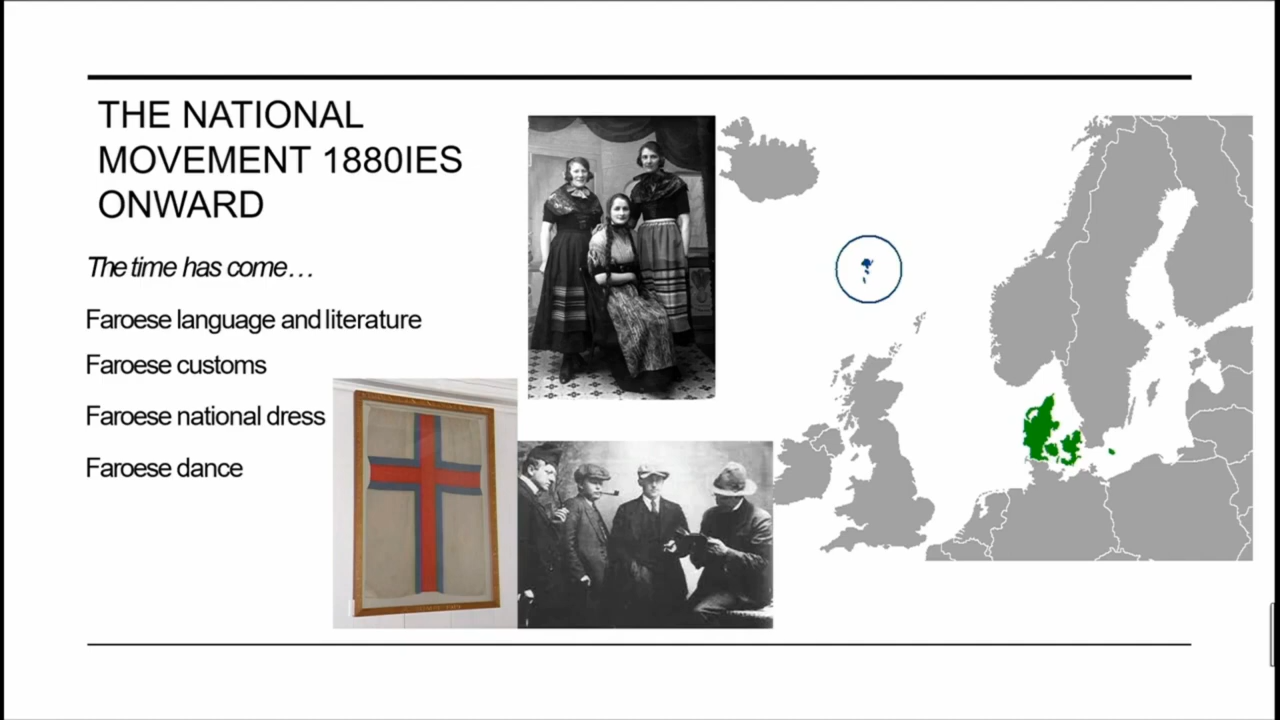 THE NATIONAL
MOVEMENT 1880IES
ONWARD
The time has come…
Faroese language and literature
Faroese customs
Faroese national dress
Faroese dance